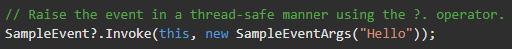 // Raise the event in a thread-safe manner using the ?. operator.
SampleEvent?.Invoke(this, new SampleEventArgs("Hello"));